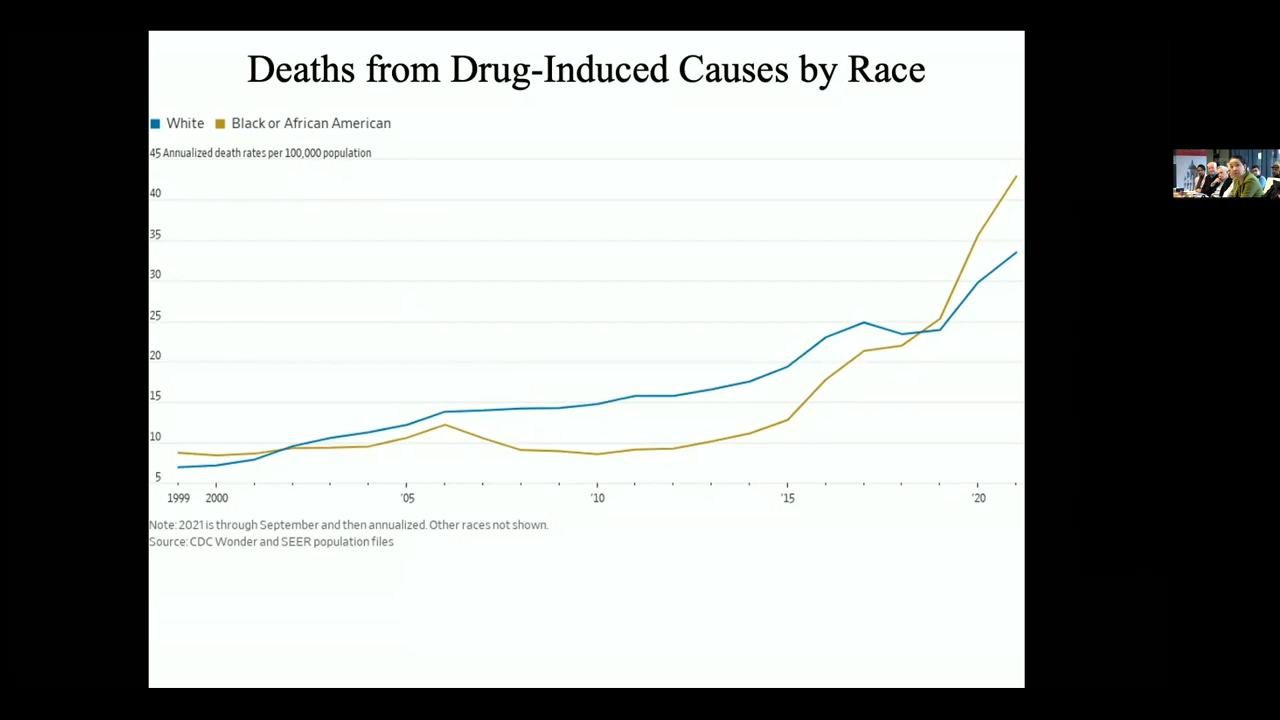 Deaths from Drug-Induced Causes by Race
White Black or African American
45 Annualized death rates per 100,000 population
40
35
30
25
20
15
10
5
1999 2000 '05 '10 '15 '20
Note: 2021 is through September and then annualized. Other races not shown.
Source: CDC Wonder and SEER population files